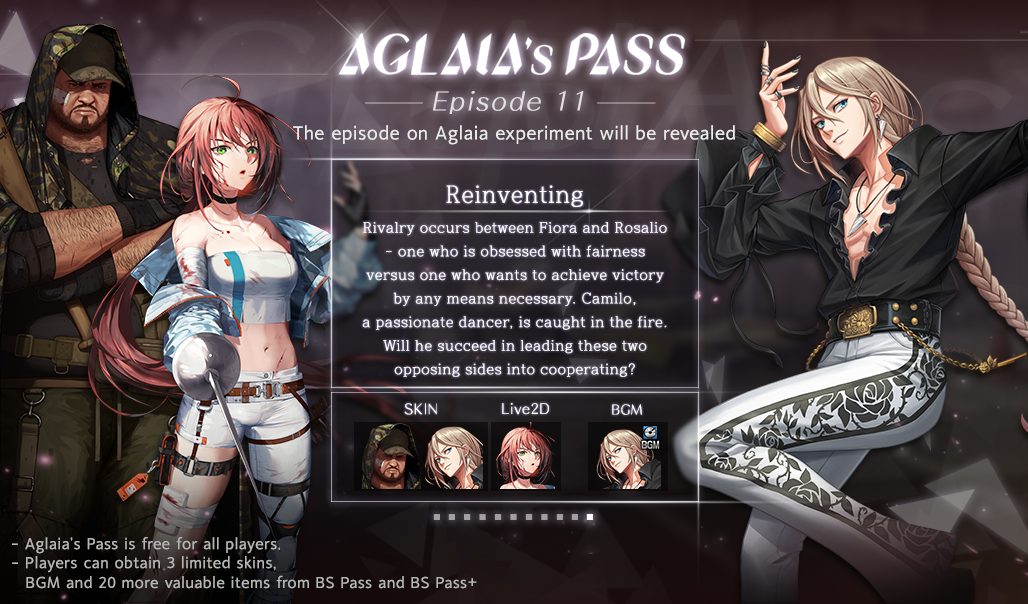 AGLAIA's PASS
Episode 11
The episode on Aglaia experiment will be revealed
Reinventing
Rivalry occurs between Fiora and Rosalio
- one who is obsessed with fairness
versus one who wants to achieve victory
by any means necessary. Camilo,
a passionate dancer, is caught in the fire.
Will he succeed in leading these two
opposing sides into cooperating?
SKIN Live2D BGM
BGM
- Aglaia's Pass is free for all players.
- Players can obtain 3 limited skins,
BGM and 20 more valuable items from BS Pass and BS Pass+